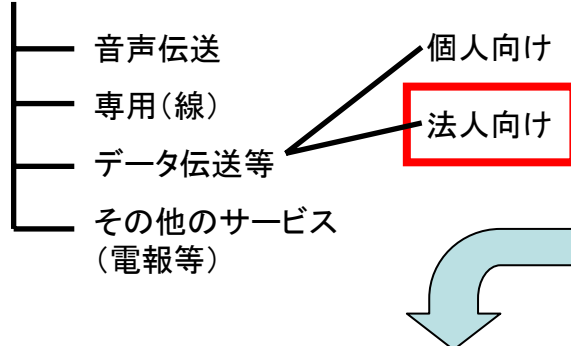 音声伝送
専用（線）
データ伝送等
その他のサービス
（電報等）
個人向け
法人向け